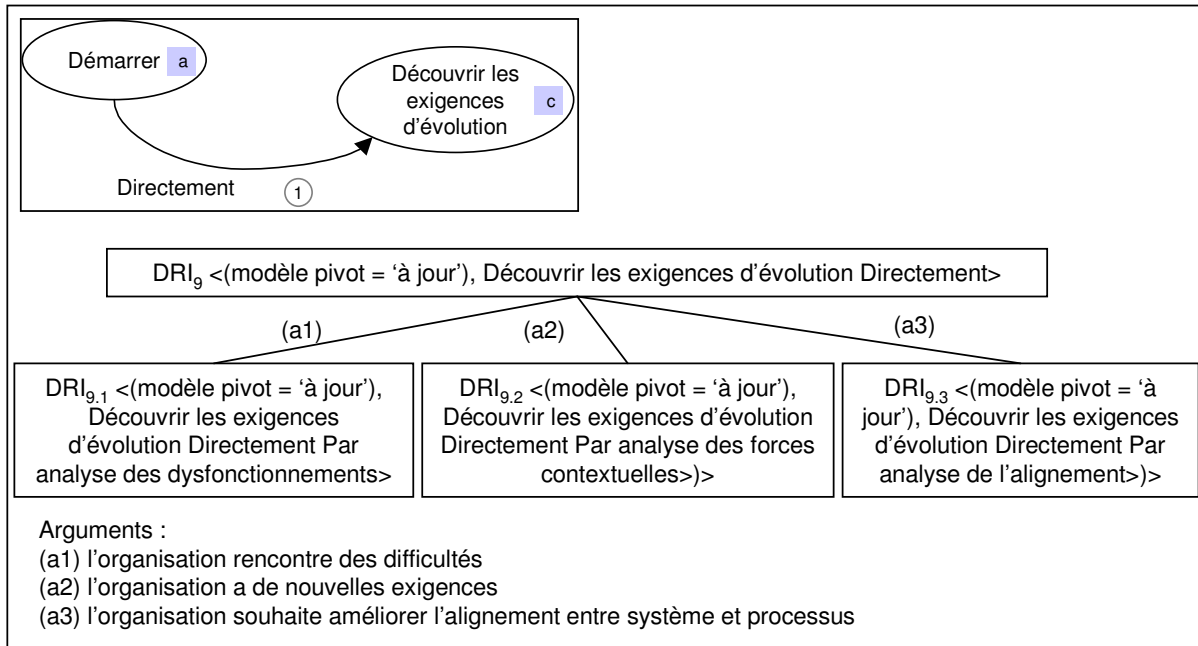 Démarrer a
Découvrir les
exigences
d'évolution
c
Directement 1
DRI9 <(modèle pivot = ‘à jour’), Découvrir les exigences d’évolution Directement>
(a1)
(a2)
(a3)
DRI9.1 <(modèle pivot = ‘à jour’),
Découvrir les exigences
d’évolution Directement Par
analyse des dysfonctionnements>
DRI9.2 <(modèle pivot = ‘à jour’),
Découvrir les exigences d’évolution
Directement Par analyse des forces
contextuelles>)>
DRI9.3 <(modèle pivot = ‘à
jour’), Découvrir les exigences
d’évolution Directement Par
analyse de l’alignement>)>
Arguments :
(a1) l’organisation rencontre des difficultés
(a2) l’organisation a de nouvelles exigences
(a3) l’organisation souhaite améliorer l’alignement entre système et processus